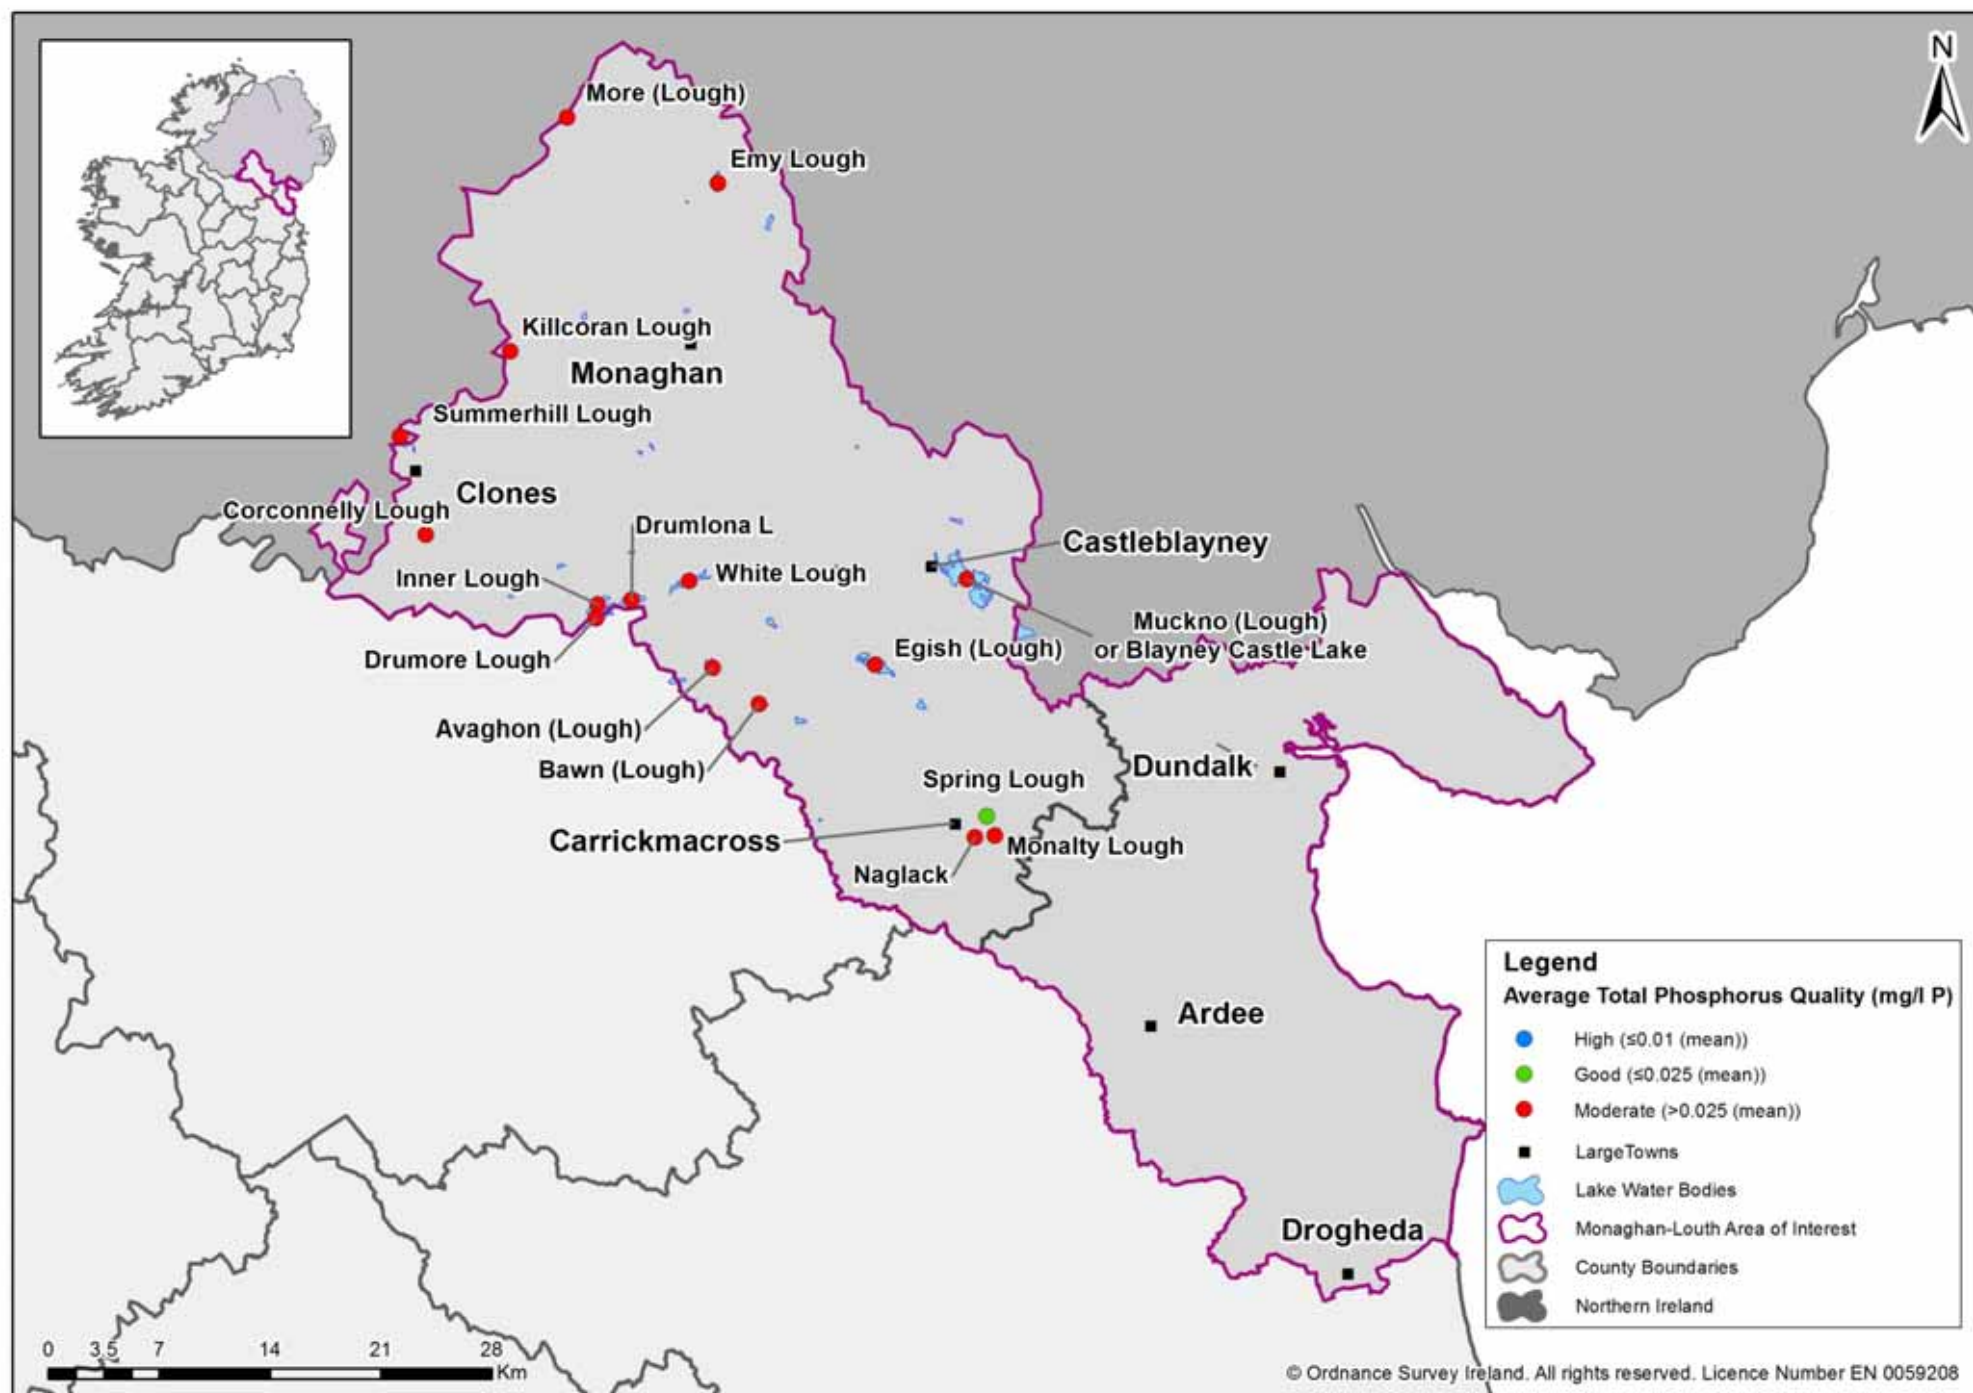 N
More (Lough)
Emy Lough
Killcoran Lough
Monaghan
Summerhill Lough
Clones
Corconnelly Lough
Drumlona L
Castleblayney
Inner Lough
White Lough
Muckno (Lough)
or Blayney Castle Lake
Egish (Lough)
Drumore Lough
Avaghon (Lough)
Bawn (Lough)
Spring Lough
Dundalk
Carrickmacross
Monalty Lough
Naglack
Ardee
Drogheda
Legend
Average Total Phosphorus Quality (mg/l P)
High (≤0.01 (mean))
Good (≤0.025 (mean))
Moderate (>0.025 (mean))
LargeTowns
Lake Water Bodies
Monaghan-Louth Area of Interest
County Boundaries
Northern Ireland
0 3.5 7 14 21 28
Km
© Ordnance Survey Ireland. All rights reserved. Licence Number EN 0059208